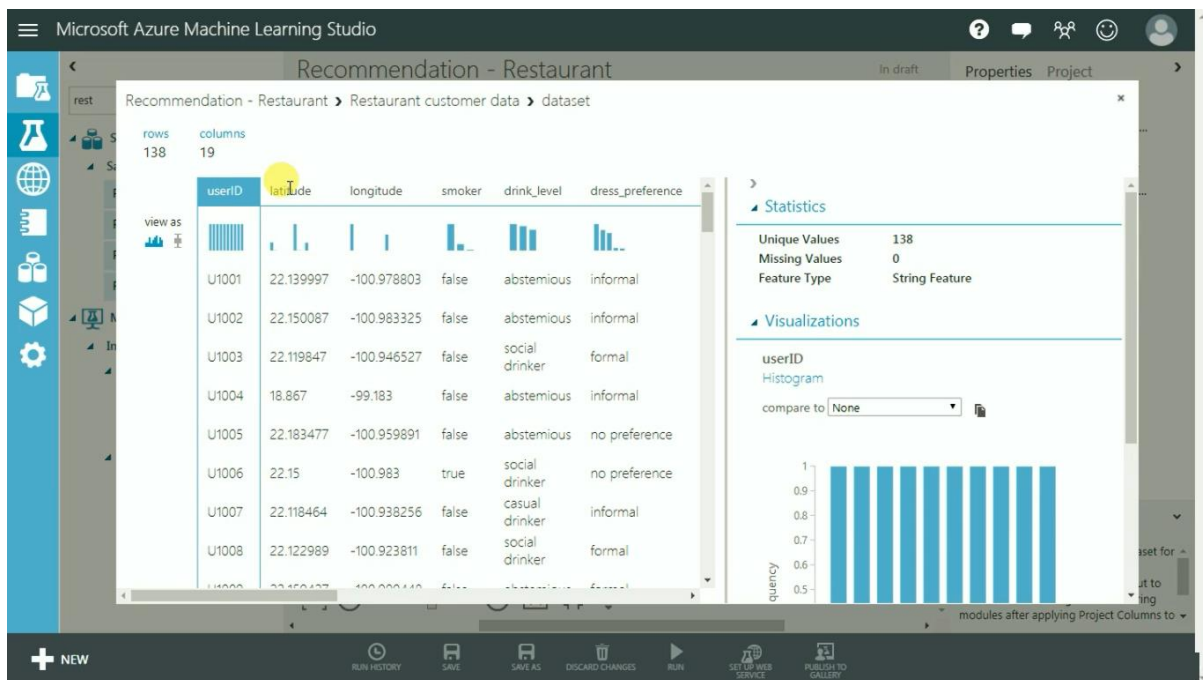 Microsoft Azure Machine Learning Studio
Recommendation - Restaurant
In draft
Properties Project
rest
Recommendation - Restaurant > Restaurant customer data > dataset
rows columns
138 19
view as
userID latitude longitude smoker drink_level dress_preference
U1001 22.139997 -100.978803 false abstemious informal
U1002 22.150087 -100.983325 false abstemious informal
U1003 22.119847 -100.946527 false social drinker formal
U1004 18.867 -99.183 false abstemious informal
U1005 22.183477 -100.959891 false abstemious no preference
U1006 22.15 -100.983 true social drinker no preference
U1007 22.118464 -100.938256 false casual drinker informal
U1008 22.122989 -100.923811 false social drinker formal
Statistics
Unique Values 138
Missing Values 0
Feature Type String Feature
Visualizations
userID
Histogram
compare to None
1
0.9
0.8
0.7
0.6
0.5
modules after applying Project Columns to
NEW
RUN HISTORY
SAVE
SAVE AS
DISCARD CHANGES
RUN
SET UP WEB SERVICE
PUBLISH TO GALLERY